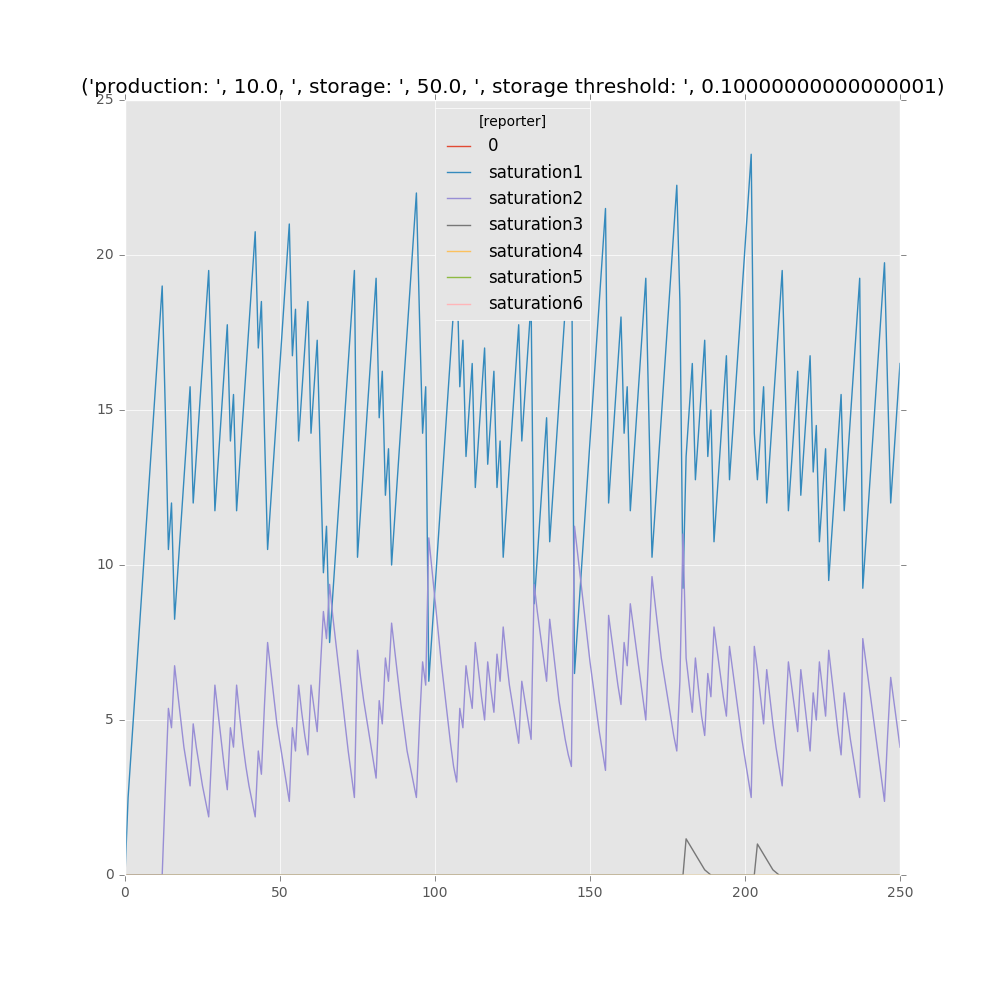 ('production: ', 10.0, ', storage: ', 50.0, ', storage threshold: ', 0.10000000000000001)
25
20
15
10
5
0
[reporter]
0
saturation1
saturation2
saturation3
saturation4
saturation5
saturation6
0 50 100 150 200 250